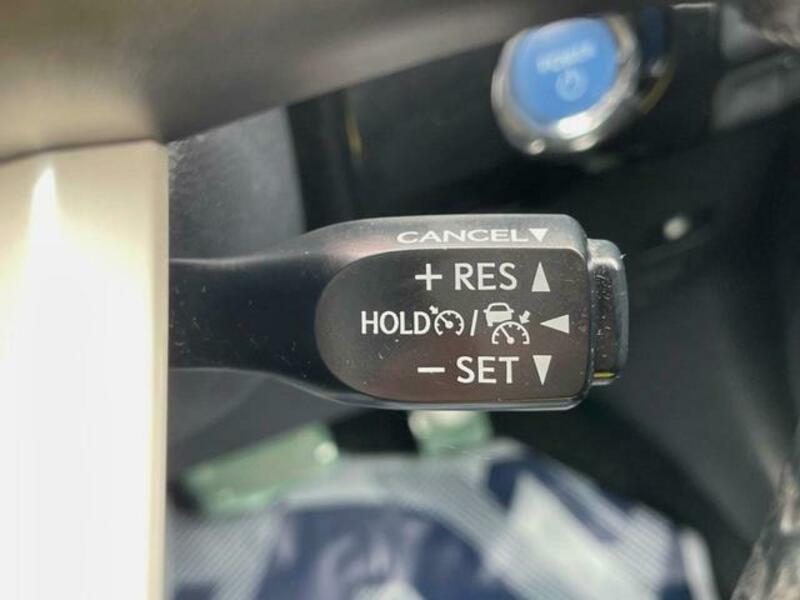 CANCEL▼
+ RES ▲
HOLD / ◀
− SET ▼